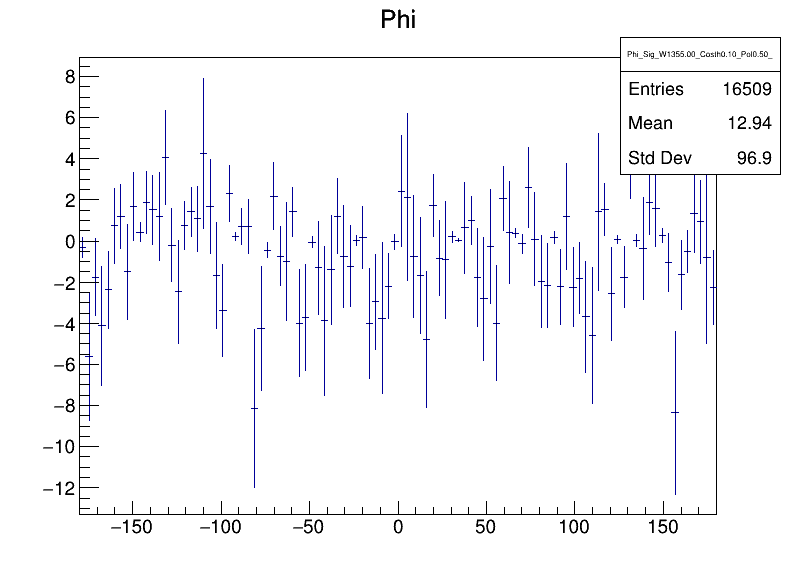 Phi
Phi_Sig_W1355.00_Costh0.10_Pol0.50_
Entries 16509
Mean 12.94
Std Dev 96.9
8
6
4
2
0
−2
−4
−6
−8
−10
−12
−150 −100 −50 0 50 100 150